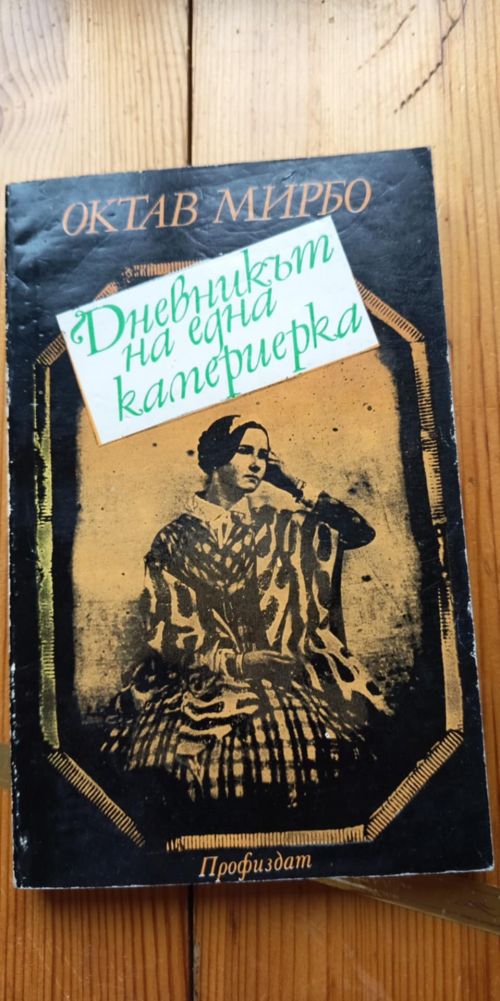 ОКТАВ МИРБО
Дневникът
на една
камериерка
Профиздат